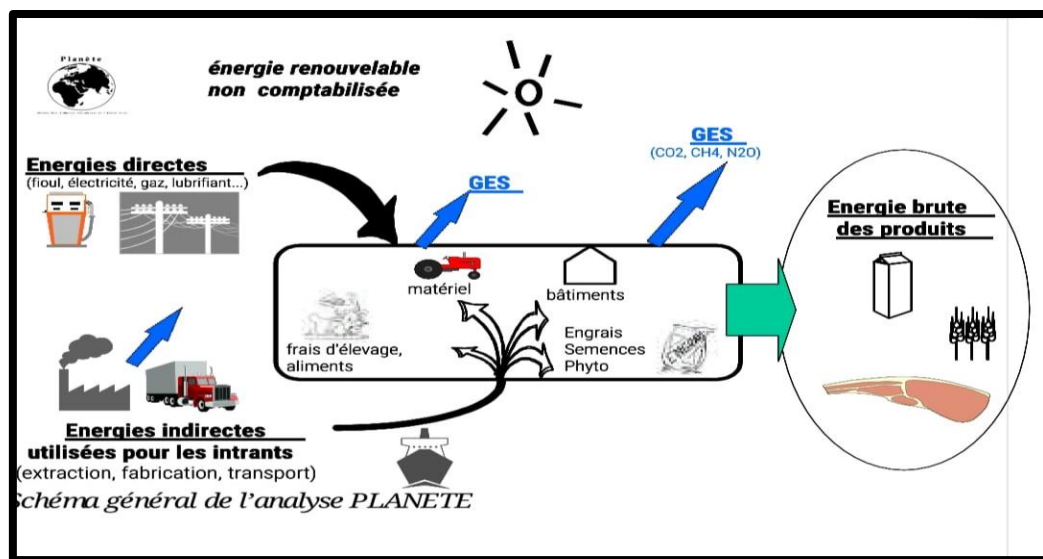 Planète
énergie renouvelable
non comptabilisée
GES
(CO2, CH4, N2O)
Energies directes
(fioul, électricité, gaz, lubrifiant...)
GES
Energie brute
des produits
matériel
bâtiments
frais d'élevage,
aliments
Engrais
Semences
Phyto
Energies indirectes
utilisées pour les intrants
(extraction, fabrication, transport)
Schéma général de l'analyse PLANETE